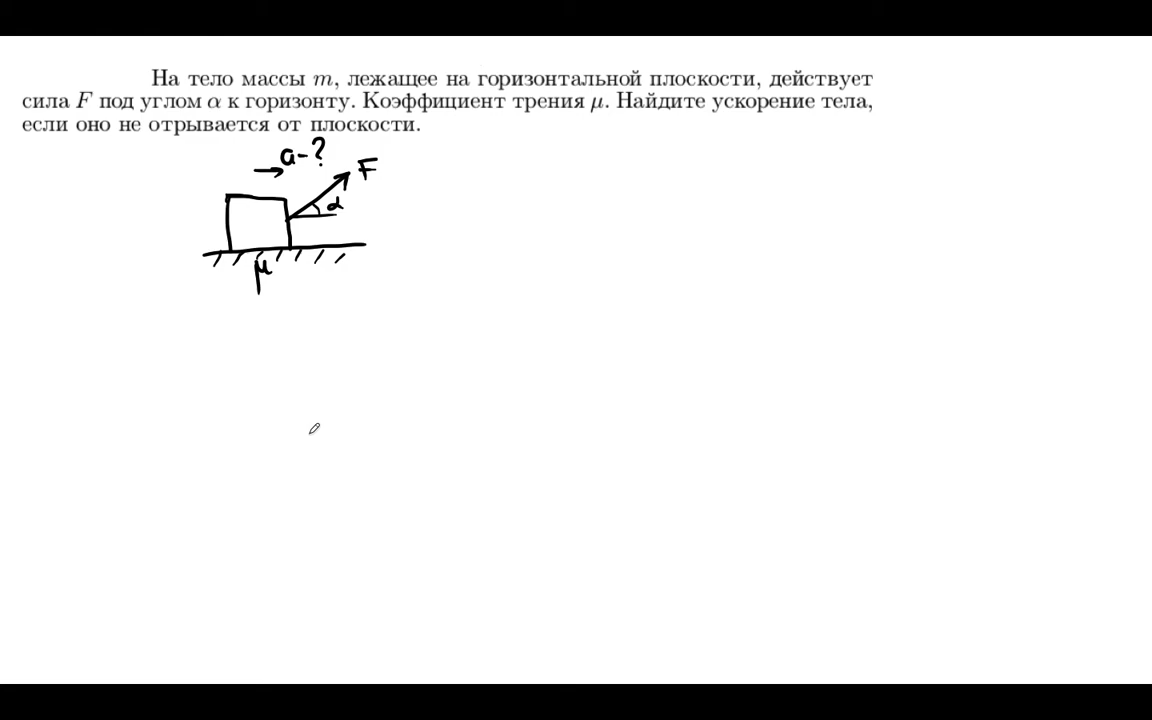 На тело массы m, лежащее на горизонтальной плоскости, действует
сила F под углом α к горизонту. Коэффициент трения μ. Найдите ускорение тела,
если оно не отрывается от плоскости.
a-?
F
α
μ